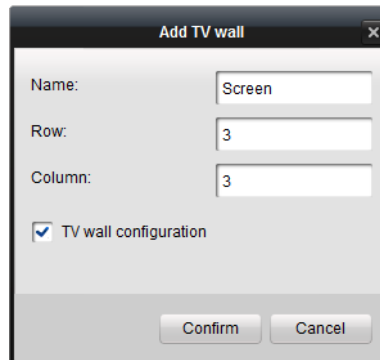 Add TV wall
Name: Screen
Row: 3
Column: 3
TV wall configuration
Confirm Cancel